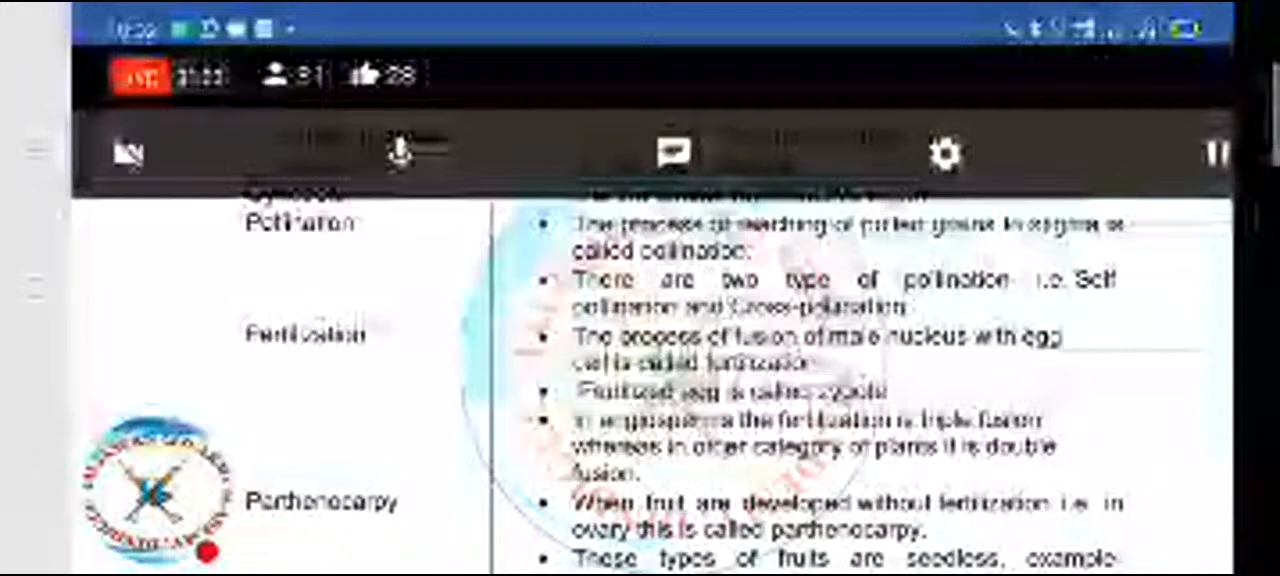 28
Pollination
The process of reaching of pollen grains to stigma is
called pollination.
There are two type of pollination i.e. Self
pollination and Cross-pollination
Fertilization
The process of fusion of male nucleus with egg
cell is called fertilization
Fertilized egg is called zygote
In angiosperms the fertilization is triple fusion
whereas in other category of plants it is double
fusion.
Parthenocarpy
When fruit are developed without fertilization i.e. in
ovary this is called parthenocarpy.
These types of fruits are seedless, example-